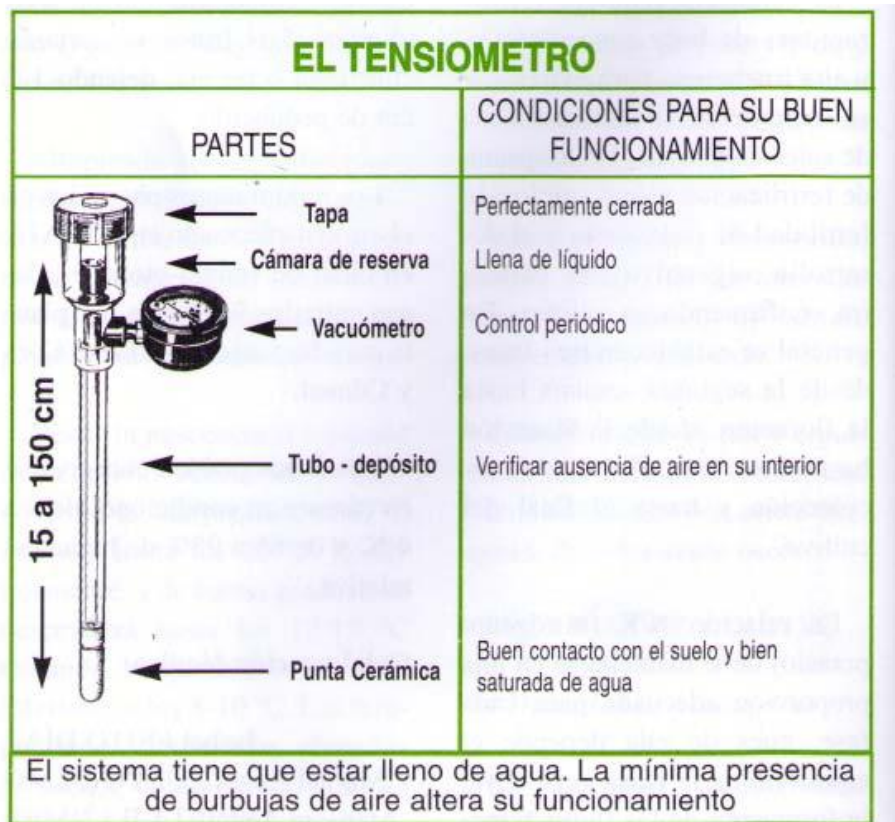 EL TENSIOMETRO
PARTES
CONDICIONES PARA SU BUEN
FUNCIONAMIENTO
Tapa
Perfectamente cerrada
Cámara de reserva
Llena de líquido
Vacuómetro
Control periódico
Tubo - depósito
Verificar ausencia de aire en su interior
Punta Cerámica
Buen contacto con el suelo y bien
saturada de agua
15 a 150 cm
El sistema tiene que estar lleno de agua. La mínima presencia
de burbujas de aire altera su funcionamiento